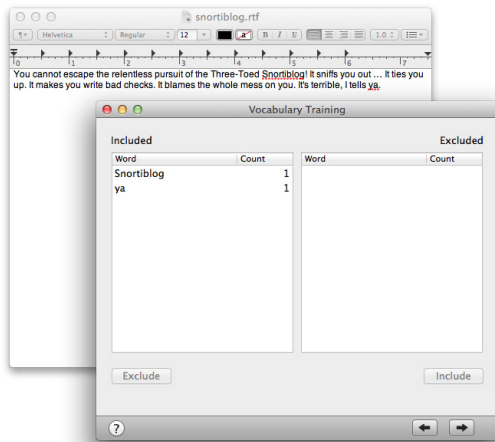 snortiblog.rtf
Helvetica Regular 12 a B I U 1.0
0 1 2 3 4 5 6 7
You cannot escape the relentless pursuit of the Three-Toed Snortiblog! It sniffs you out ... It ties you
up. It makes you write bad checks. It blames the whole mess on you. It's terrible, I tells ya.
Vocabulary Training
Included Excluded
Word Count Word Count
Snortiblog 1
ya 1
Exclude Include
?